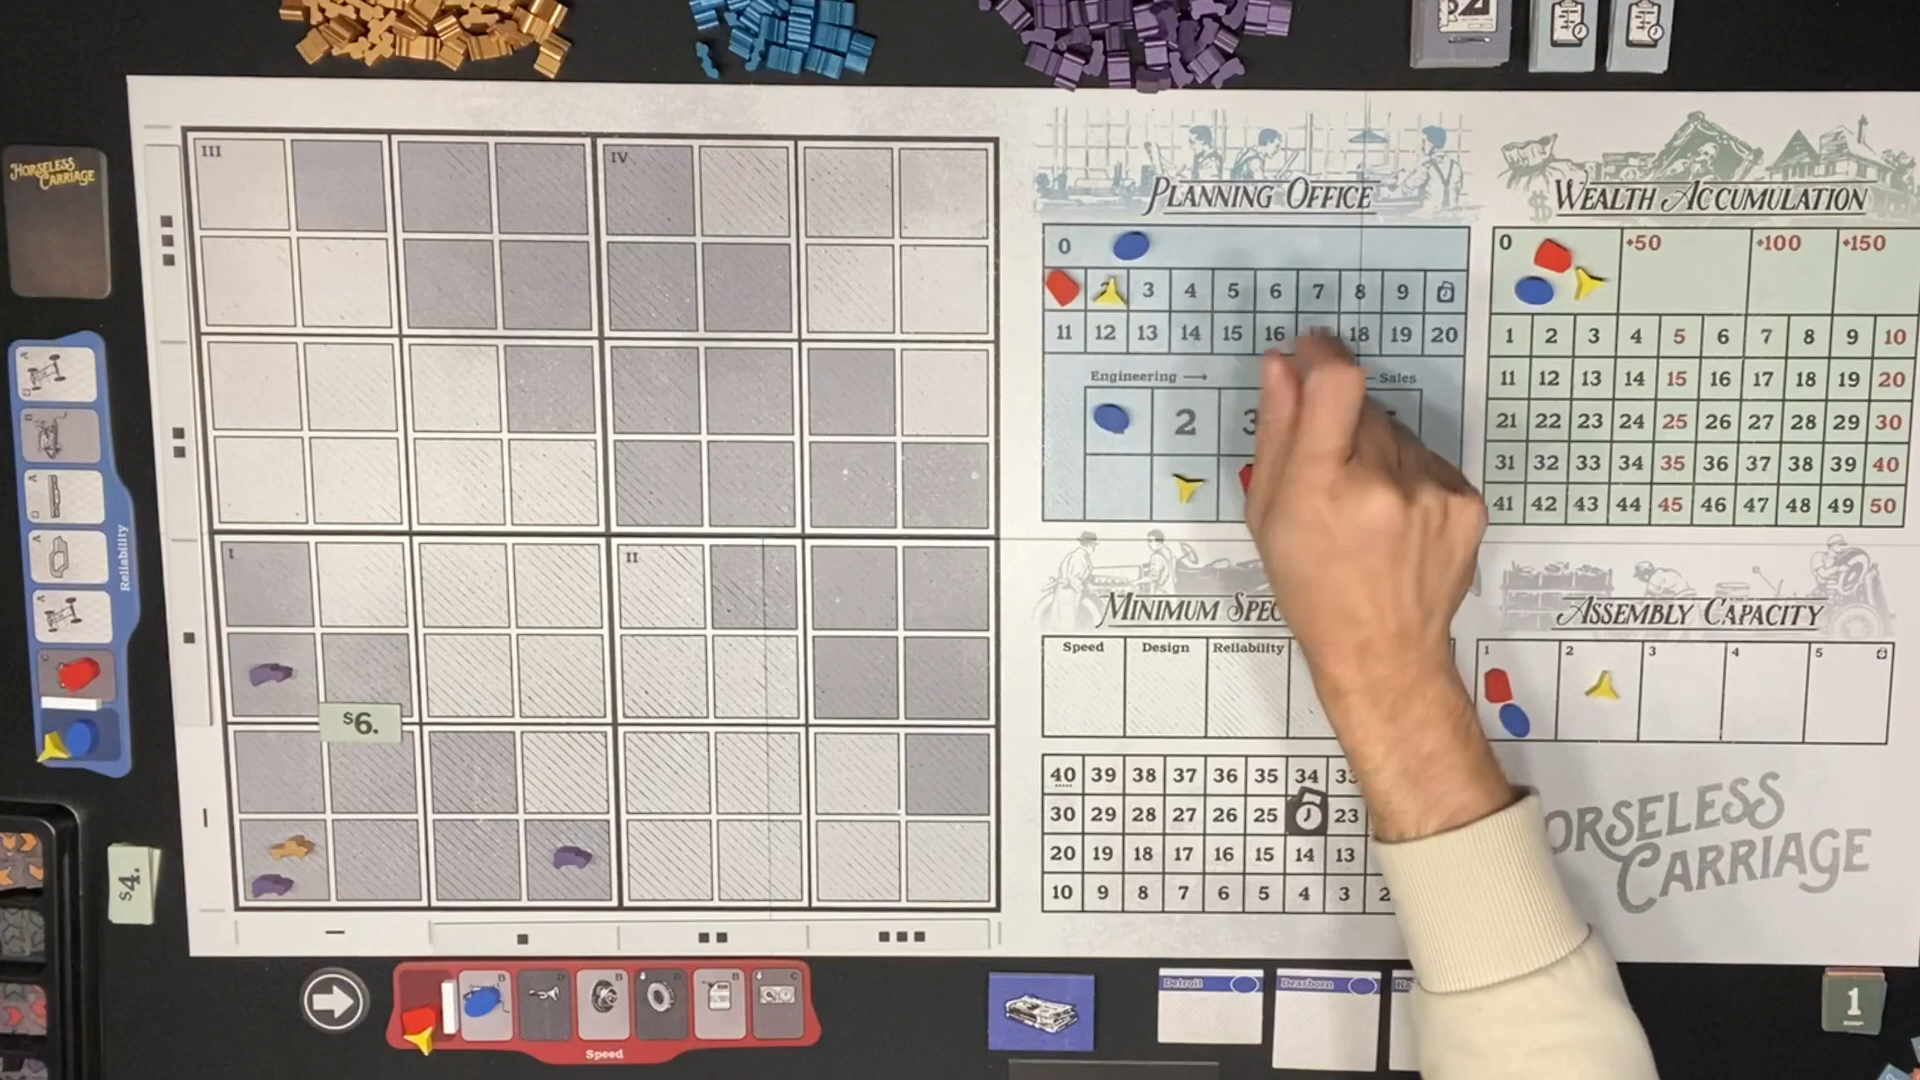 HORSELESS
CARRIAGE
III
IV
I
II
$6.
$4.
Reliability
A
B
A
A
C
PLANNING OFFICE
0
3 4 5 6 7 8 9
11 12 13 14 15 16 18 19 20
Engineering → Sales
2 3
WEALTH ACCUMULATION
0 +50 +100 +150
1 2 3 4 5 6 7 8 9 10
11 12 13 14 15 16 17 18 19 20
21 22 23 24 25 26 27 28 29 30
31 32 33 34 35 36 37 38 39 40
41 42 43 44 45 46 47 48 49 50
MINIMUM SPEC
Speed Design Reliability
40 39 38 37 36 35 34 33
30 29 28 27 26 25 23
20 19 18 17 16 15 14 13
10 9 8 7 6 5 4 3 2
ASSEMBLY CAPACITY
1 2 3 4 5
ORSELESS
CARRIAGE
B D B D B C
Speed
Detroit
Dearborn
1